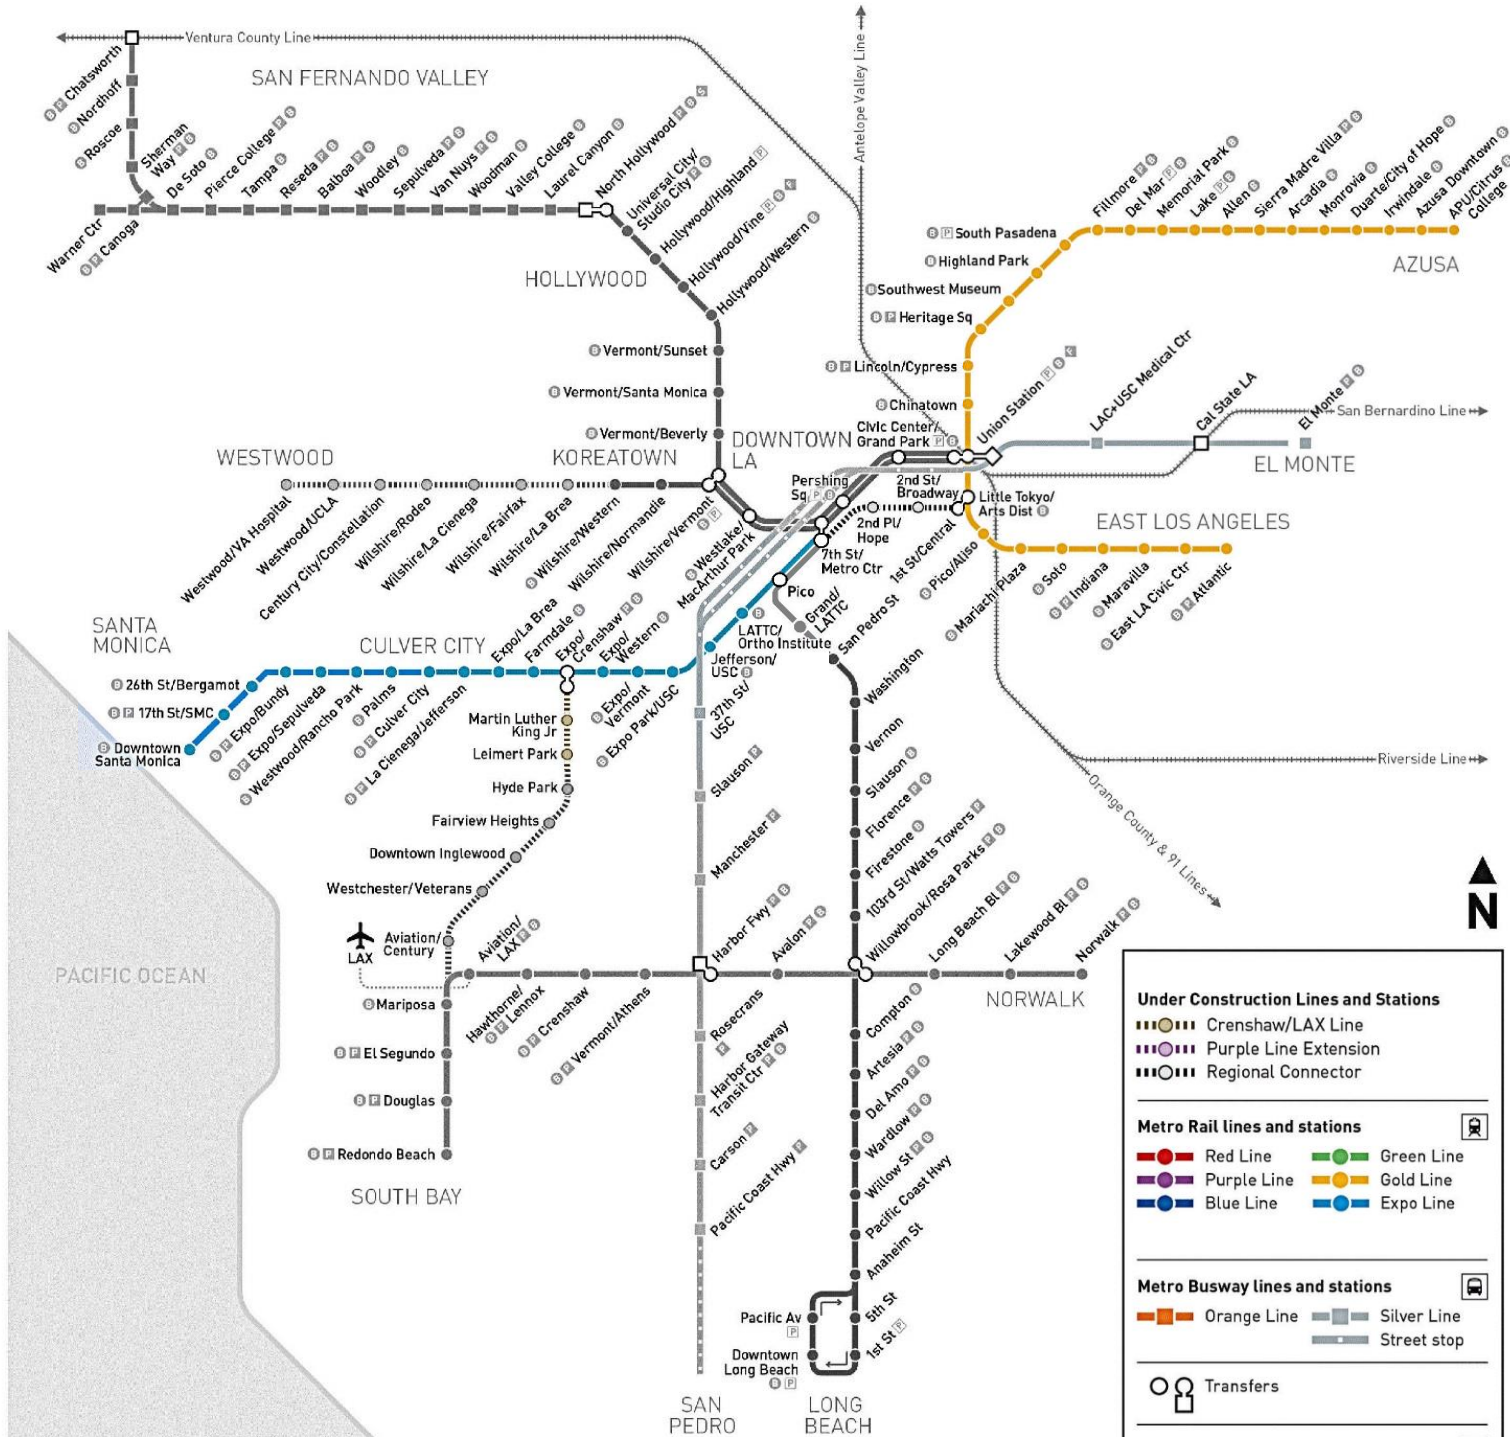 Ventura County Line
Antelope Valley Line
SAN FERNANDO VALLEY
Chatsworth
Nordhoff
Roscoe
Sherman
Way
Warner Ctr
Canoga
De Soto
Pierce College
Tampa
Reseda
Balboa
Woodley
Sepulveda
Van Nuys
Woodman
Valley College
Laurel Canyon
North Hollywood
Universal City/
Studio City
Hollywood/Highland
Hollywood/Vine
Hollywood/Western
HOLLYWOOD
Vermont/Sunset
Vermont/Santa Monica
Vermont/Beverly
Fillmore
Del Mar
Memorial Park
Lake
Allen
Sierra Madre Villa
Arcadia
Monrovia
Duarte/City of Hope
Irwindale
Azusa Downtown
APU/Citrus
College
AZUSA
South Pasadena
Highland Park
Southwest Museum
Heritage Sq
Lincoln/Cypress
Chinatown
Union Station
LAC+USC Medical Ctr
Cal State LA
El Monte
San Bernardino Line
EL MONTE
DOWNTOWN
LA
Civic Center/
Grand Park
Pershing
Sq
2nd St/
Broadway
2nd Pl/
Hope
Little Tokyo/
Arts Dist
1st St/Central
7th St/
Metro Ctr
WESTWOOD
KOREATOWN
Westwood/VA Hospital
Westwood/UCLA
Century City/Constellation
Wilshire/Rodeo
Wilshire/La Cienega
Wilshire/Fairfax
Wilshire/La Brea
Wilshire/Western
Wilshire/Normandie
Wilshire/Vermont
Westlake/
MacArthur Park
EAST LOS ANGELES
Pico/Aliso
Mariachi Plaza
Soto
Indiana
Maravilla
East LA Civic Ctr
Atlantic
SANTA
MONICA
CULVER CITY
26th St/Bergamot
17th St/SMC
Downtown
Santa Monica
Expo/Bundy
Expo/Sepulveda
Westwood/Rancho Park
Palms
Culver City
La Cienega/Jefferson
Expo/La Brea
Farmdale
Expo/
Crenshaw
Expo/
Western
Expo/
Vermont
Expo Park/USC
Jefferson/
USC
LATTC/
Ortho Institute
Pico
Grand/
LATTC
San Pedro St
Washington
Vernon
Slauson
Florence
Firestone
103rd St/Watts Towers
Willowbrook/Rosa Parks
37th St/
USC
Slauson
Manchester
Harbor Fwy
Martin Luther
King Jr
Leimert Park
Hyde Park
Fairview Heights
Downtown Inglewood
Westchester/Veterans
Aviation/
Century
LAX
Aviation/
LAX
Hawthorne/
Lennox
Crenshaw
Vermont/Athens
Avalon
Long Beach Bl
Lakewood Bl
Norwalk
NORWALK
Mariposa
El Segundo
Douglas
Redondo Beach
SOUTH BAY
PACIFIC OCEAN
Rosecrans
Harbor Gateway
Transit Ctr
Carson
Pacific Coast Hwy
SAN
PEDRO
Compton
Artesia
Del Amo
Wardlow
Willow St
Pacific Coast Hwy
Anaheim St
5th St
1st St
Pacific Av
Downtown
Long Beach
LONG
BEACH
Riverside Line
Orange County & 91 Lines
N
Under Construction Lines and Stations
Crenshaw/LAX Line
Purple Line Extension
Regional Connector
Metro Rail lines and stations
Red Line
Green Line
Purple Line
Gold Line
Blue Line
Expo Line
Metro Busway lines and stations
Orange Line
Silver Line
Street stop
Transfers